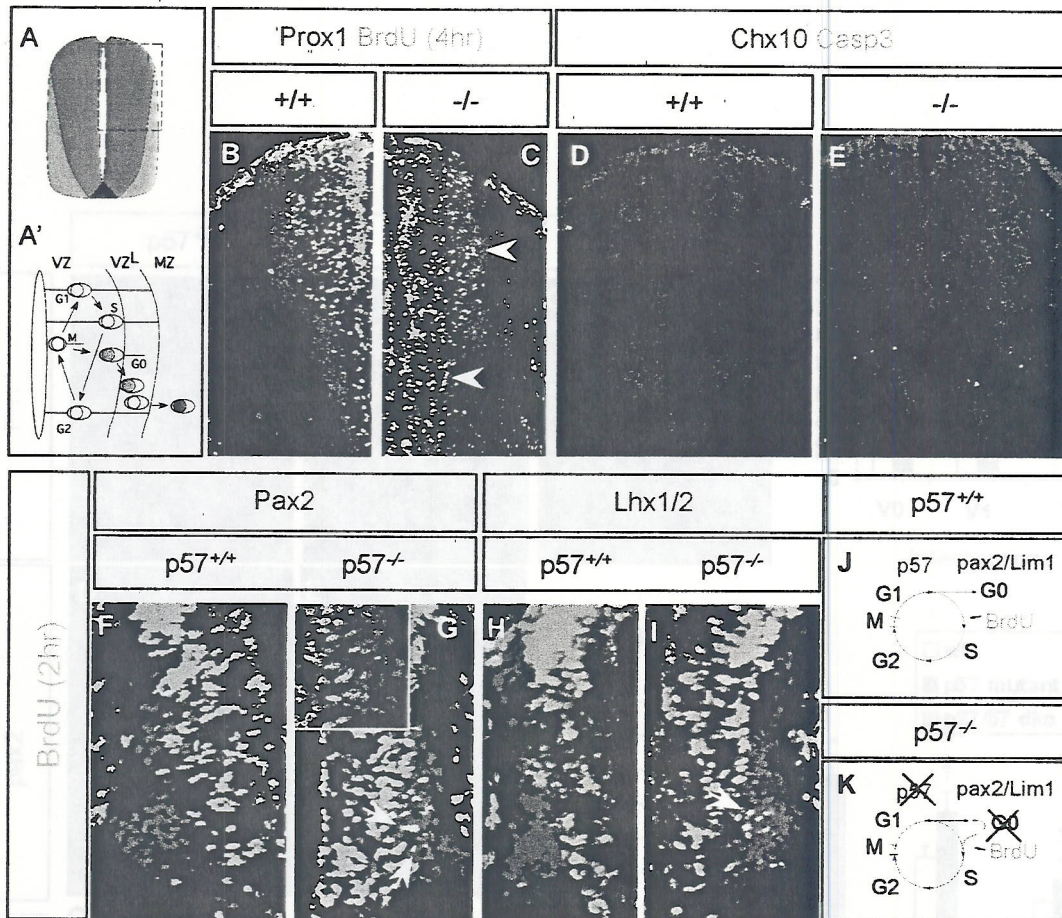 A
Prox1 BrdU (4hr)
Chx10 Casp3
+/+
-/-
+/+
-/-
B
C
D
E
A'
VZ
VZL
MZ
G1
S
M
G0
G2
Pax2
Lhx1/2
p57+/+
p57+/+
p57-/-
p57+/+
p57-/-
BrdU (2hr)
F
G
H
I
J
p57
pax2/Lim1
G1
G0
M
BrdU
G2
S
p57-/-
K
p57
pax2/Lim1
G1
G0
M
BrdU
G2
S